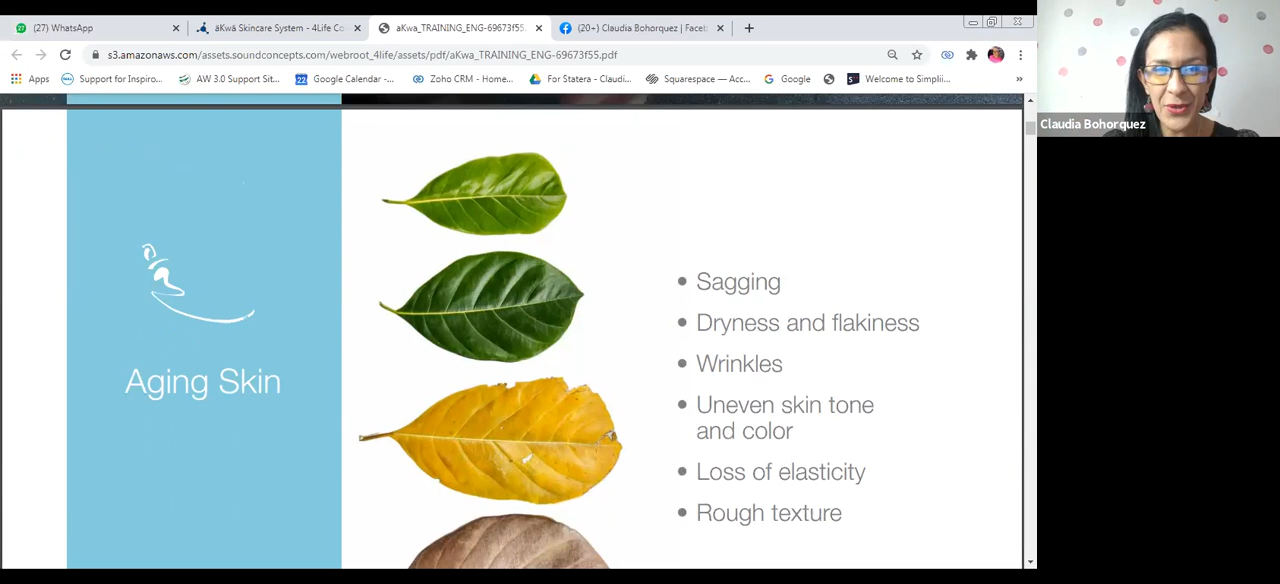 (27) WhatsApp
äKwä Skincare System - 4Life Co
aKwa_TRAINING_ENG-69673f55.
(20+) Claudia Bohorquez | Faceb
s3.amazonaws.com/assets.soundconcepts.com/webroot_4life/assets/pdf/aKwa_TRAINING_ENG-69673f55.pdf
Apps
Support for Inspiro...
AW 3.0 Support Sit...
Google Calendar -...
Zoho CRM - Home...
For Statera - Claudi...
Squarespace — Acc...
Google
Welcome to Simplii...
»
Claudia Bohorquez
Aging Skin
• Sagging
• Dryness and flakiness
• Wrinkles
• Uneven skin tone
and color
• Loss of elasticity
• Rough texture